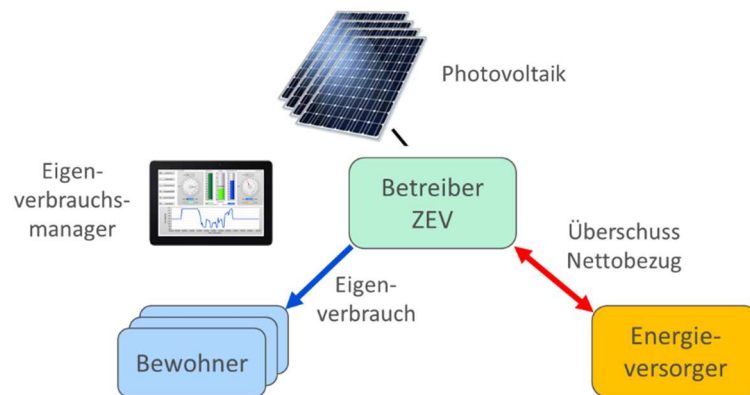 Photovoltaik
Eigen-
verbrauchs-
manager
Betreiber
ZEV
Überschuss
Nettobezug
Eigen-
verbrauch
Bewohner
Energie-
versorger